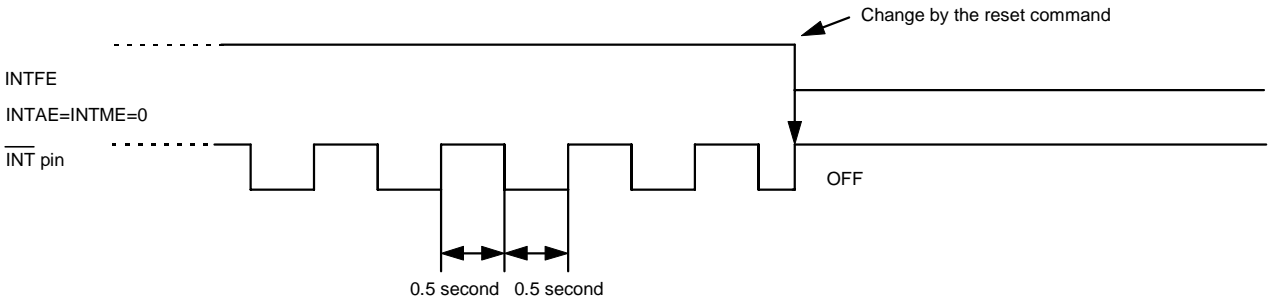 Change by the reset command
INTFE
INTAE=INTME=0
INT pin
OFF
0.5 second 0.5 second